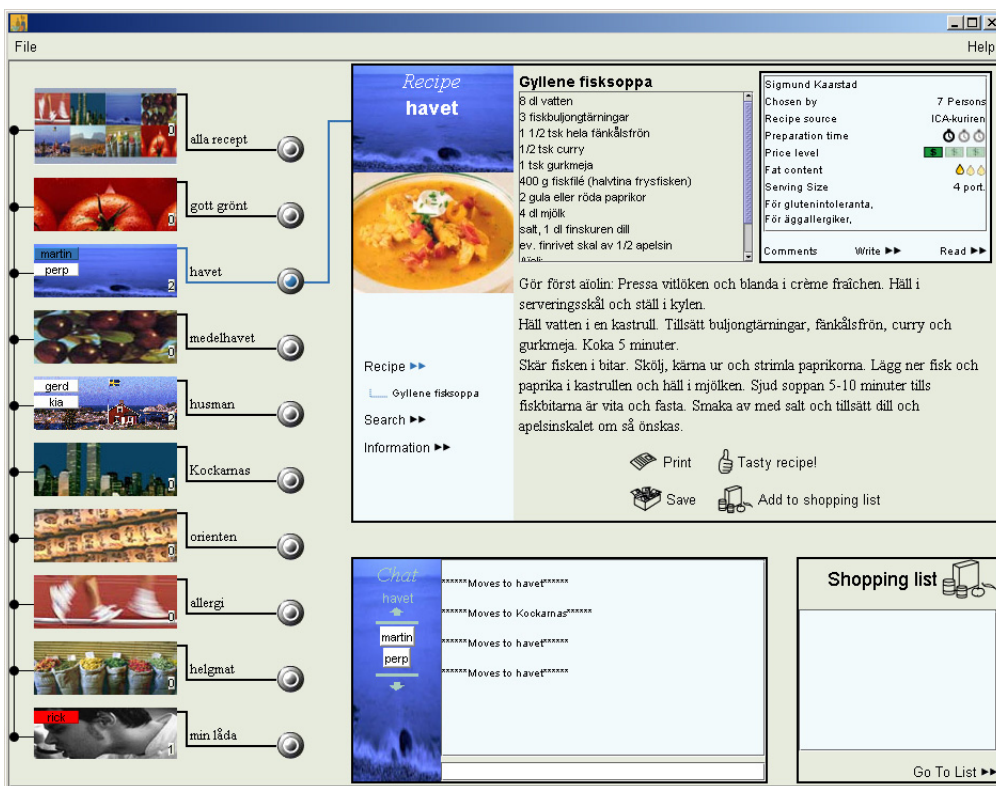 File
Help
0
alla recept
0
gott grönt
martin
perp
2
havet
0
medelhavet
gerd
kia
2
husman
0
Kockarnas
0
orienten
0
allergi
0
helgmat
rick
1
min låda
Recipe
havet
Recipe ▶▶
Gyllene fisksoppa
Search ▶▶
Information ▶▶
Gyllene fisksoppa
8 dl vatten
3 fiskbuljongtärningar
1 1/2 tsk hela fänkålsfrön
1/2 tsk curry
1 tsk gurkmeja
400 g fiskfilé (halvtina frysfisken)
2 gula eller röda paprikor
4 dl mjölk
salt, 1 dl finskuren dill
ev. finrivet skal av 1/2 apelsin
Aioli:
Sigmund Kaarstad
Chosen by 7 Persons
Recipe source ICA-kuriren
Preparation time
Price level $ $ $
Fat content
Serving Size 4 port.
För glutenintoleranta,
För äggallergiker,
Comments Write ▶▶ Read ▶▶
Gör först aïolin: Pressa vitlöken och blanda i crème fraîchen. Häll i
serveringsskål och ställ i kylen.
Häll vatten i en kastrull. Tillsätt buljongtärningar, fänkålsfrön, curry och
gurkmeja. Koka 5 minuter.
Skär fisken i bitar. Skölj, kärna ur och strimla paprikorna. Lägg ner fisk och
paprika i kastrullen och häll i mjölken. Sjud soppan 5-10 minuter tills
fiskbitarna är vita och fasta. Smaka av med salt och tillsätt dill och
apelsinskalet om så önskas.
Print
Tasty recipe!
Save
Add to shopping list
Chat
havet
martin
perp
******Moves to havet******
******Moves to Kockarnas******
******Moves to havet******
******Moves to havet******
Shopping list
Go To List ▶▶